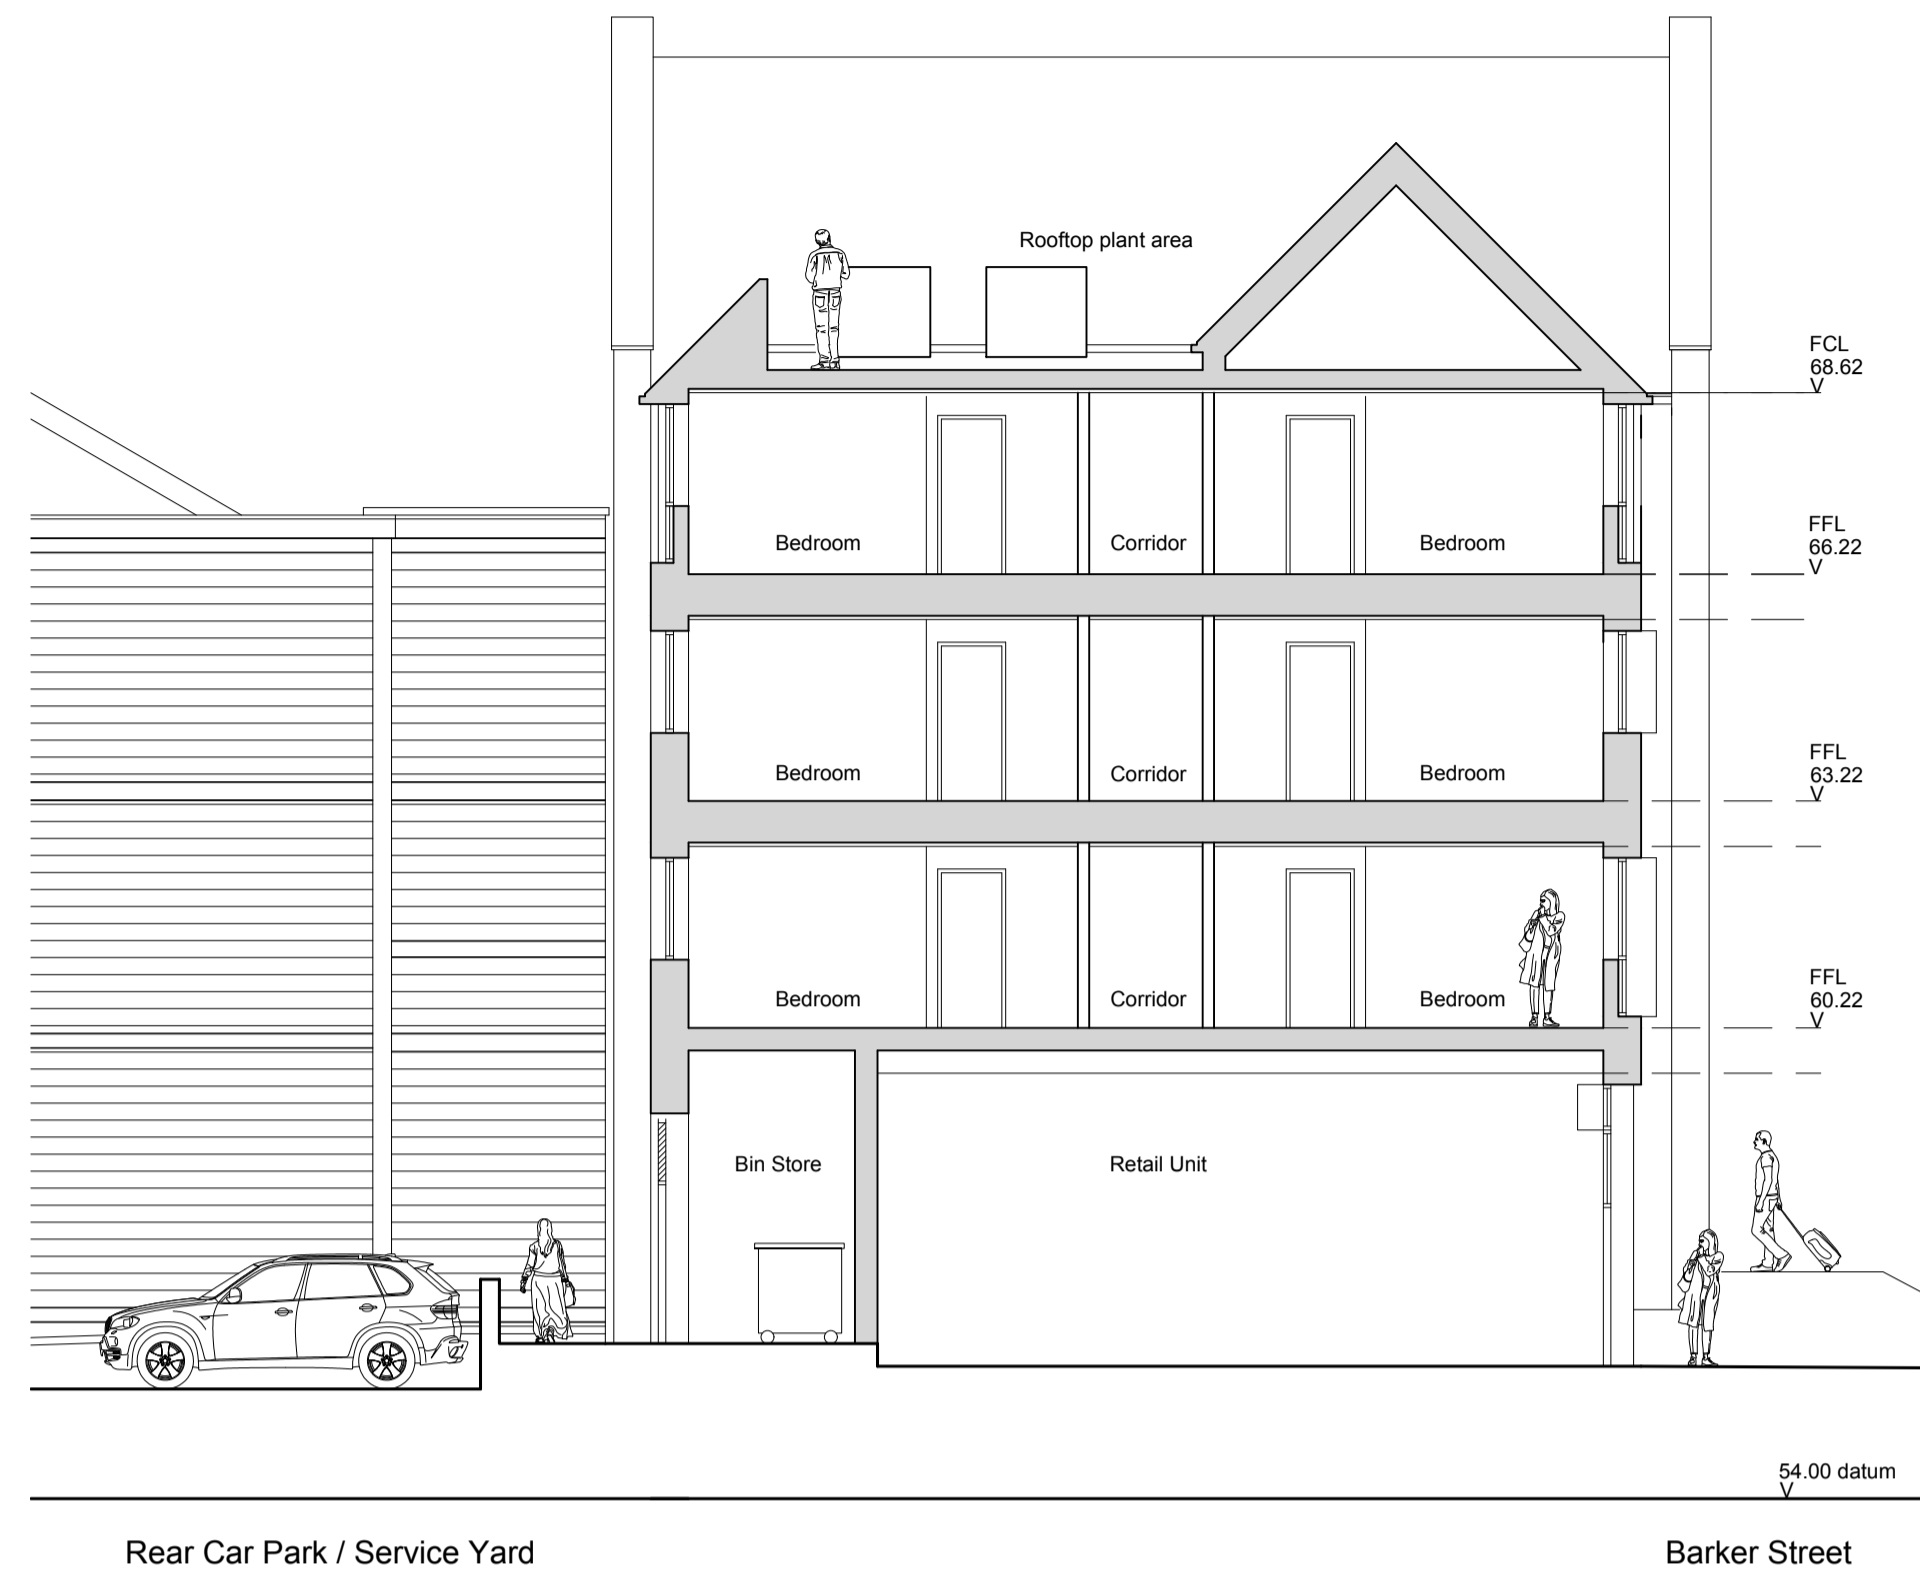 Rooftop plant area
FCL
68.62
V
Bedroom
Corridor
Bedroom
FFL
66.22
V
Bedroom
Corridor
Bedroom
FFL
63.22
V
Bedroom
Corridor
Bedroom
FFL
60.22
V
Bin Store
Retail Unit
54.00 datum
V
Rear Car Park / Service Yard
Barker Street